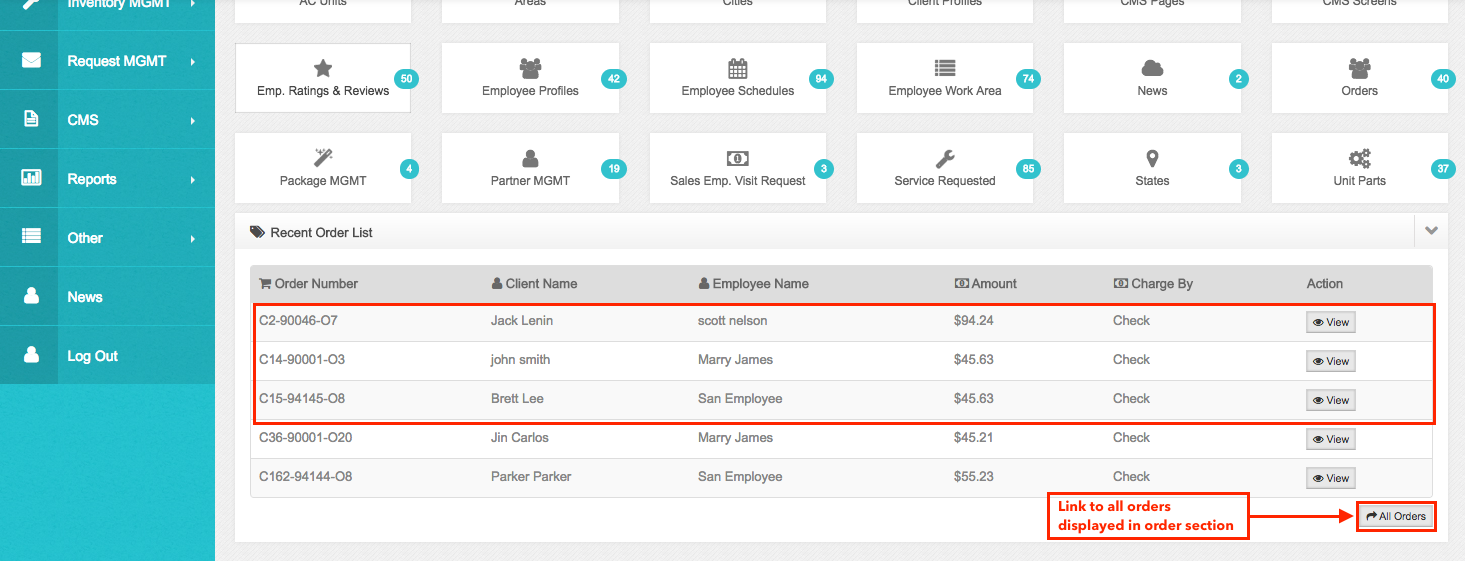 Inventory MGMT
AC Units Areas Cities Client Profiles CMS Pages CMS Screens
Request MGMT
50 42 94 74 2 40
Emp. Ratings & Reviews Employee Profiles Employee Schedules Employee Work Area News Orders
CMS
4 19 3 85 3 37
Package MGMT Partner MGMT Sales Emp. Visit Request Service Requested States Unit Parts
Reports
Other
News
Log Out
Recent Order List
Order Number Client Name Employee Name Amount Charge By Action
C2-90046-O7 Jack Lenin scott nelson $94.24 Check View
C14-90001-O3 john smith Marry James $45.63 Check View
C15-94145-O8 Brett Lee San Employee $45.63 Check View
C36-90001-O20 Jin Carlos Marry James $45.21 Check View
C162-94144-O8 Parker Parker San Employee $55.23 Check View
Link to all orders
displayed in order section
All Orders